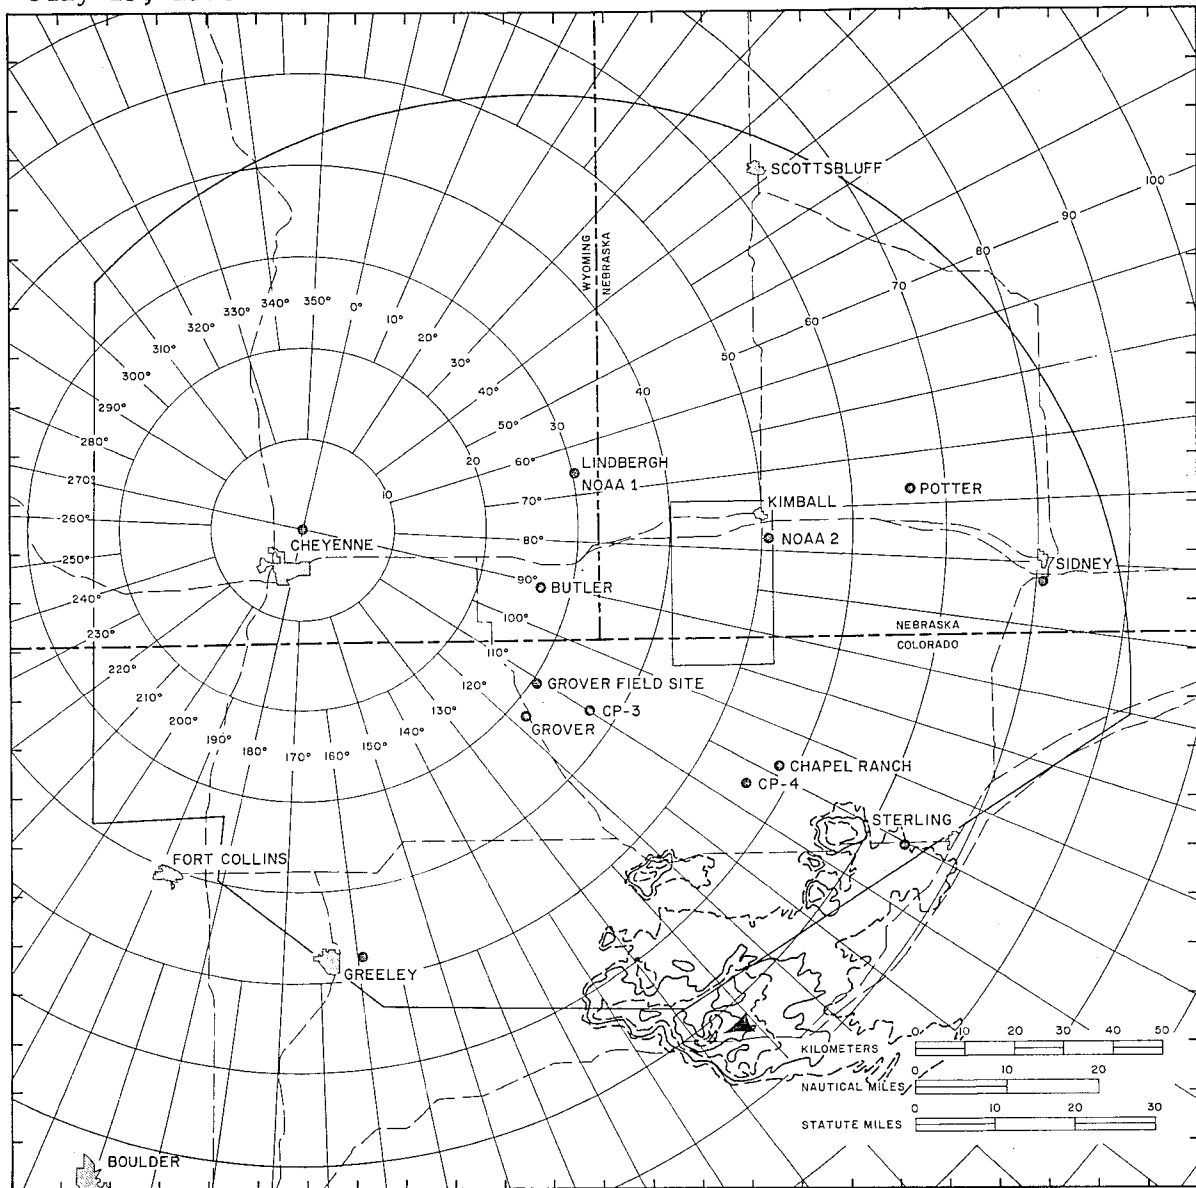 SCOTTSBLUFF
100
90
80
70
60
50
40
30
20
10
WYOMING
NEBRASKA
350°
0°
10°
20°
30°
40°
50°
60°
70°
80°
90°
100°
110°
120°
130°
140°
150°
160°
170°
180°
190°
200°
210°
220°
230°
240°
250°
260°
270°
280°
290°
300°
310°
320°
330°
340°
LINDBERGH
NOAA 1
POTTER
KIMBALL
NOAA 2
CHEYENNE
SIDNEY
BUTLER
NEBRASKA
COLORADO
GROVER FIELD SITE
CP-3
GROVER
CHAPEL RANCH
CP-4
STERLING
FORT COLLINS
GREELEY
BOULDER
0 10 20 30 40 50
KILOMETERS
0 10 20
NAUTICAL MILES
0 10 20 30
STATUTE MILES